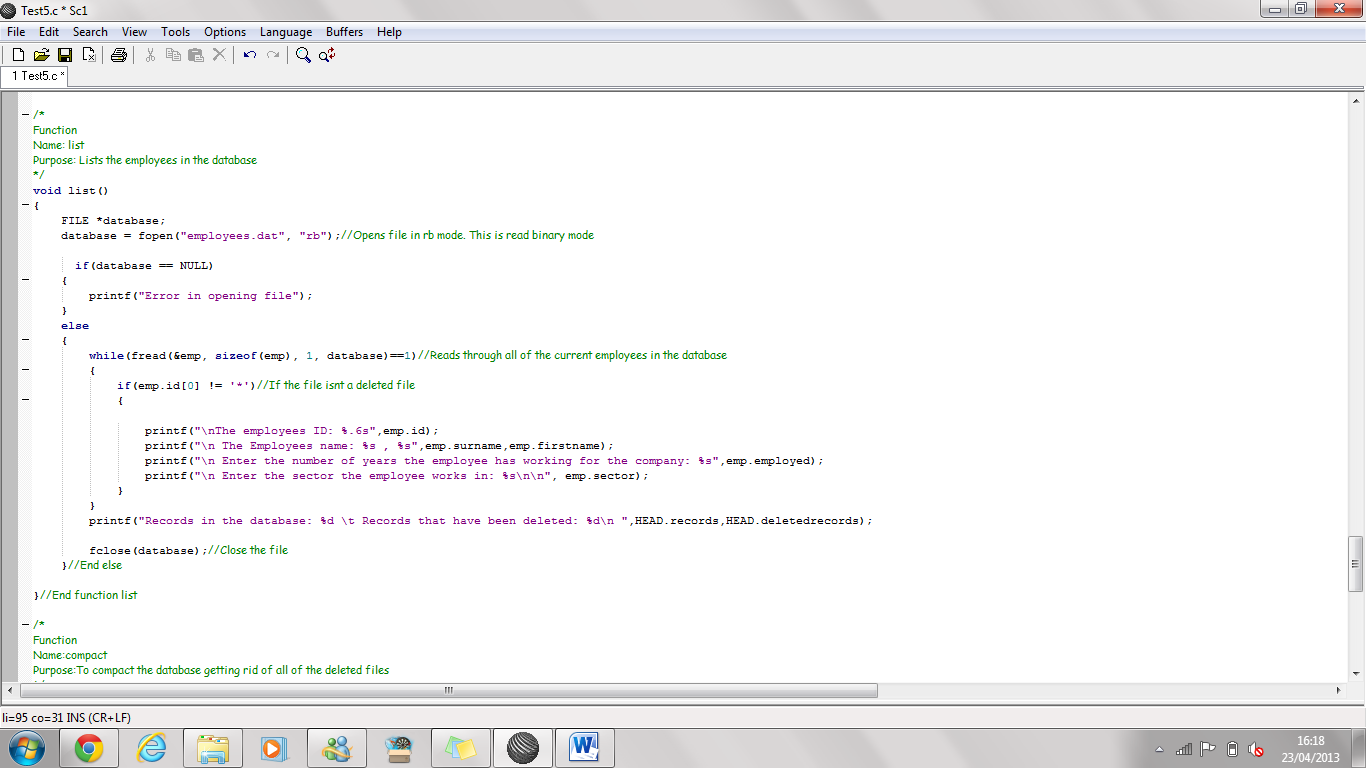 Test5.c * Sc1
File Edit Search View Tools Options Language Buffers Help
1 Test5.c *
/*
Function
Name: list
Purpose: Lists the employees in the database
*/
void list()
{
FILE *database;
database = fopen("employees.dat", "rb");//Opens file in rb mode. This is read binary mode
if(database == NULL)
{
printf("Error in opening file");
}
else
{
while(fread(&emp, sizeof(emp), 1, database)==1)//Reads through all of the current employees in the database
{
if(emp.id[0] != '*')//If the file isnt a deleted file
{
printf("\nThe employees ID: %.6s",emp.id);
printf("\n The Employees name: %s , %s",emp.surname,emp.firstname);
printf("\n Enter the number of years the employee has working for the company: %s",emp.employed);
printf("\n Enter the sector the employee works in: %s\n\n", emp.sector);
}
}
printf("Records in the database: %d \t Records that have been deleted: %d\n ",HEAD.records,HEAD.deletedrecords);
fclose(database);//Close the file
}//End else
}//End function list
/*
Function
Name:compact
Purpose:To compact the database getting rid of all of the deleted files
li=95 co=31 INS (CR+LF)
16:18
23/04/2013